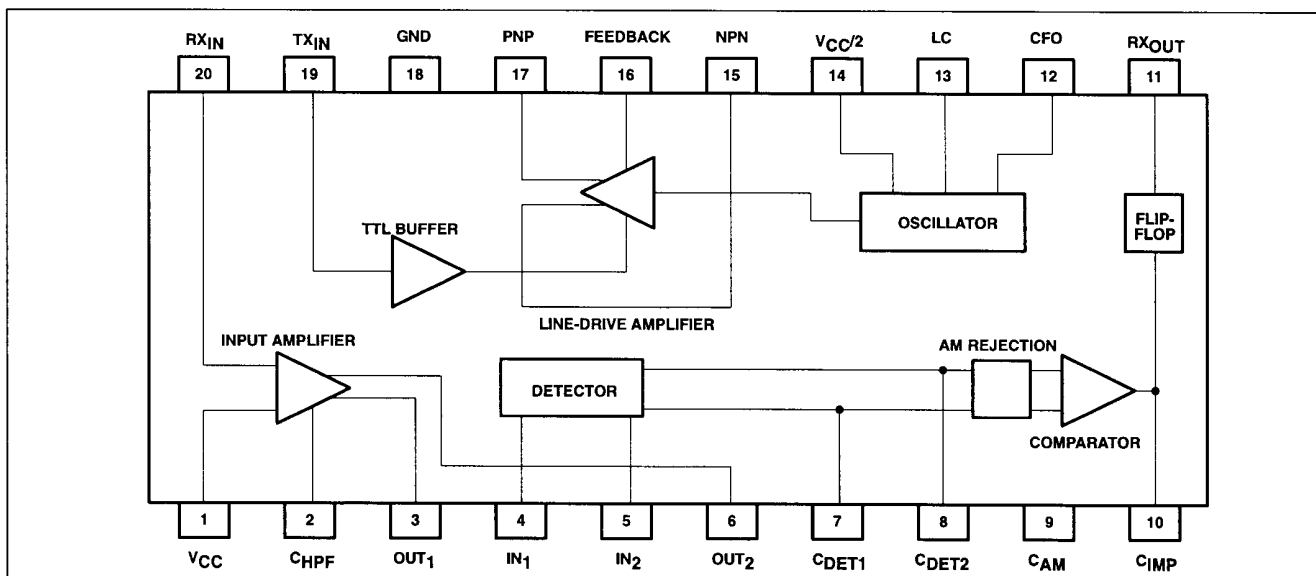 RXIN TXIN GND PNP FEEDBACK NPN VCC/2 LC CFO RXOUT
20 19 18 17 16 15 14 13 12 11
TTL BUFFER
OSCILLATOR
FLIP-
FLOP
LINE-DRIVE AMPLIFIER
INPUT AMPLIFIER
AM REJECTION
DETECTOR
COMPARATOR
1 2 3 4 5 6 7 8 9 10
VCC CHPF OUT1 IN1 IN2 OUT2 CDET1 CDET2 CAM CIMP